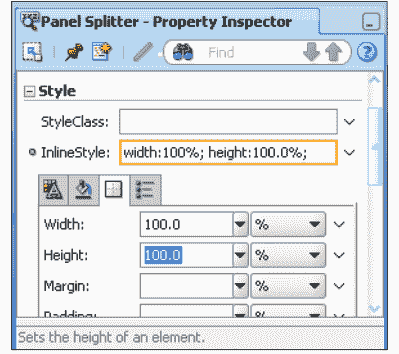 Panel Splitter - Property Inspector
Find
Style
StyleClass:
InlineStyle: width:100%; height:100.0%;
Width: 100.0 %
Height: 100.0 %
Margin: %
Padding: %
Sets the height of an element.